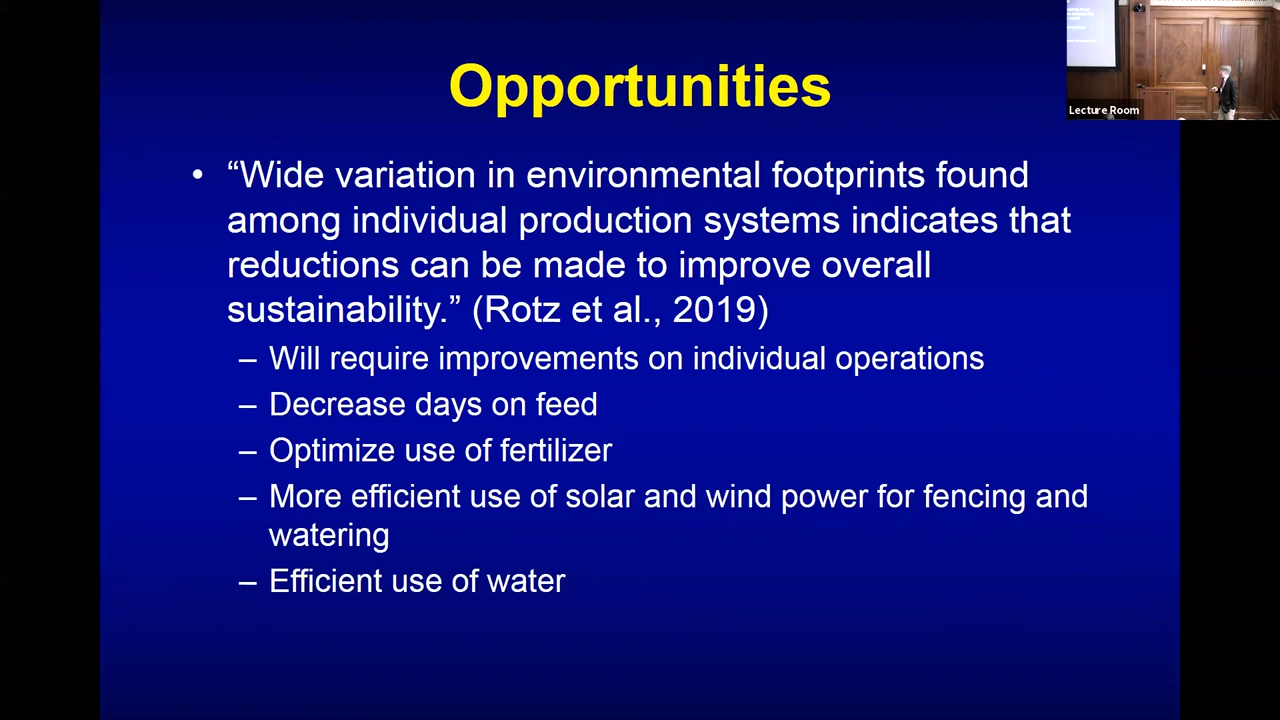 Opportunities
Lecture Room
• “Wide variation in environmental footprints found
among individual production systems indicates that
reductions can be made to improve overall
sustainability.” (Rotz et al., 2019)
– Will require improvements on individual operations
– Decrease days on feed
– Optimize use of fertilizer
– More efficient use of solar and wind power for fencing and
watering
– Efficient use of water